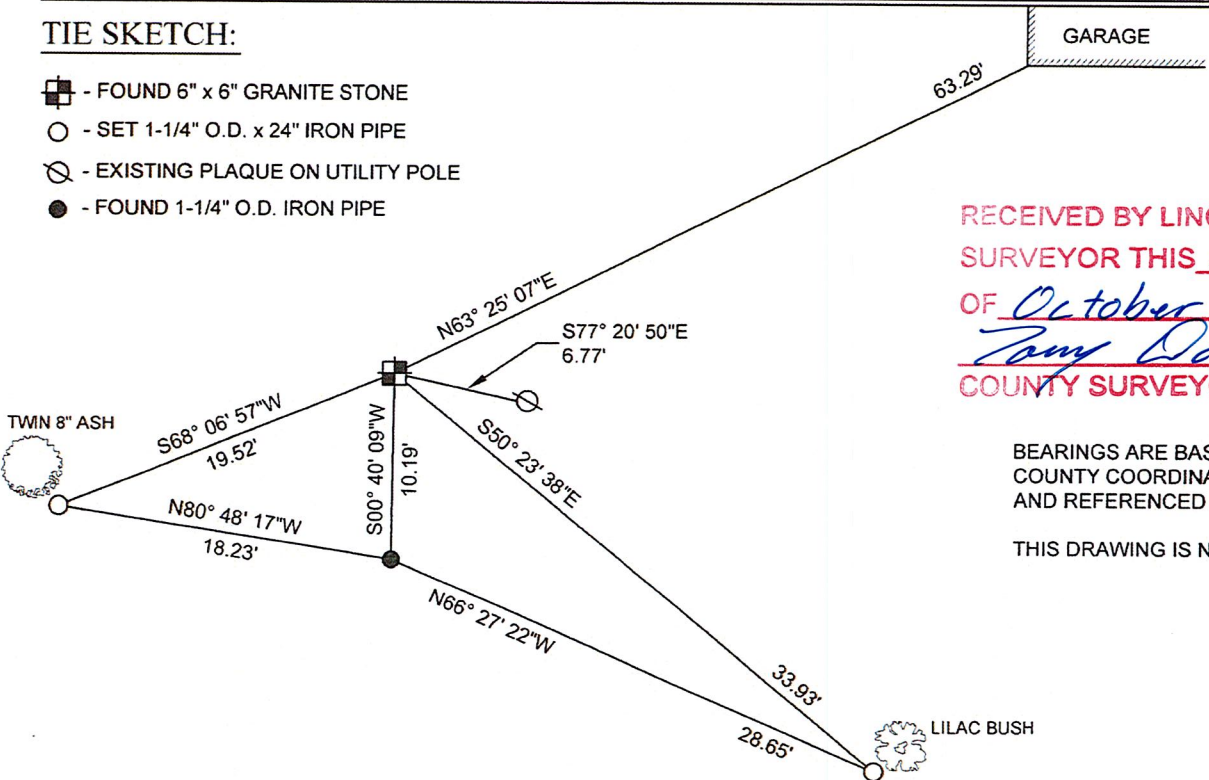 TIE SKETCH:
- FOUND 6" x 6" GRANITE STONE
- SET 1-1/4" O.D. x 24" IRON PIPE
- EXISTING PLAQUE ON UTILITY POLE
- FOUND 1-1/4" O.D. IRON PIPE
GARAGE
63.29'
N63° 25' 07"E
S77° 20' 50"E
6.77'
RECEIVED BY
SURVEYOR THIS
OF October
Tony
COUNTY
TWIN 8" ASH
S68° 06' 57"W
19.52'
S00° 40' 09"W
10.19'
S50° 23' 38"E
33.93'
N80° 48' 17"W
18.23'
N66° 27' 22"W
28.65'
LILAC BUSH
BEARINGS ARE
COUNTY
AND REFERENCED
THIS DRAWING IS